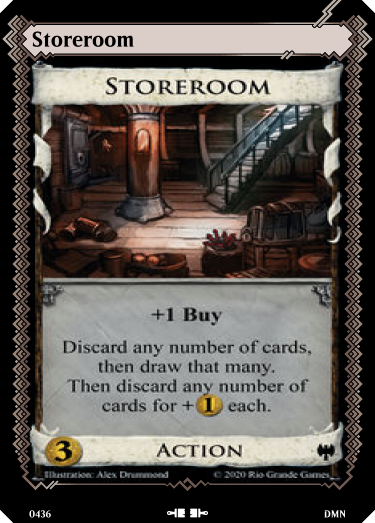 Storeroom
STOREROOM
+1 Buy
Discard any number of cards,
then draw that many.
Then discard any number of
cards for +1 each.
3
ACTION
Illustration: Alex Drummond
© 2020 Rio Grande Games
0436
DMN